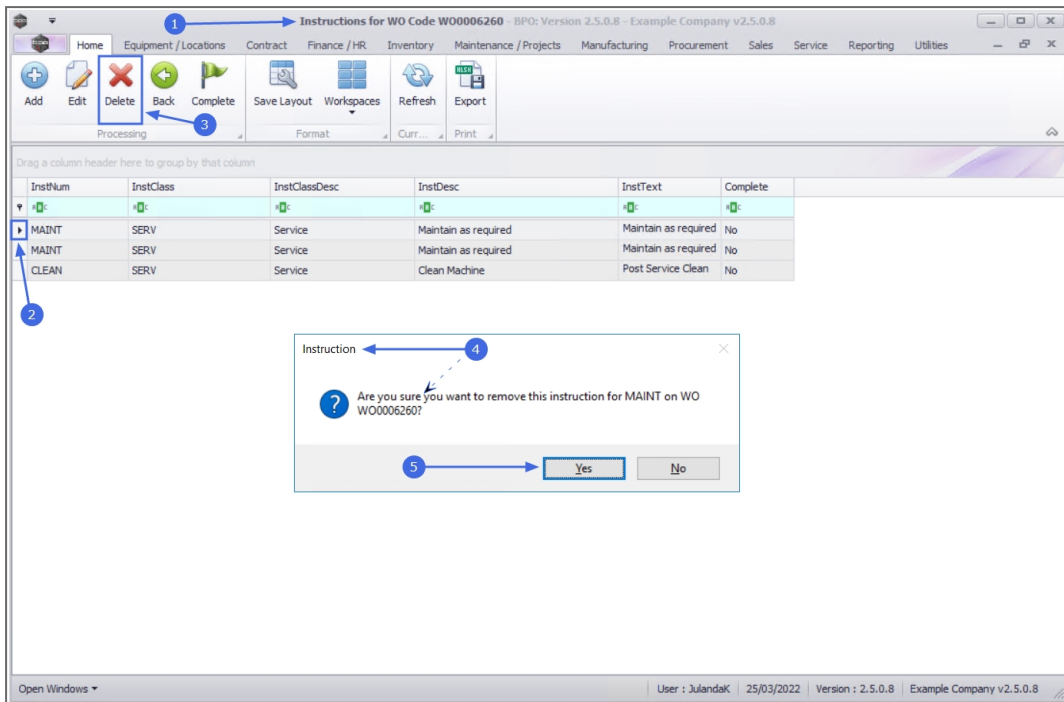 1
Instructions for WO Code WO0006260 - BPO: Version 2.5.0.8 - Example Company v2.5.0.8
Home Equipment / Locations Contract Finance / HR Inventory Maintenance / Projects Manufacturing Procurement Sales Service Reporting Utilities
Add Edit Delete Back Complete Save Layout Workspaces Refresh Export
3
Processing Format Curr... Print
Drag a column header here to group by that column
InstNum InstClass InstClassDesc InstDesc InstText Complete
MAINT SERV Service Maintain as required Maintain as required No
MAINT SERV Service Maintain as required Maintain as required No
CLEAN SERV Service Clean Machine Post Service Clean No
2
Instruction 4
Are you sure you want to remove this instruction for MAINT on WO
WO0006260?
5 Yes No
Open Windows User : JulandaK 25/03/2022 Version : 2.5.0.8 Example Company v2.5.0.8